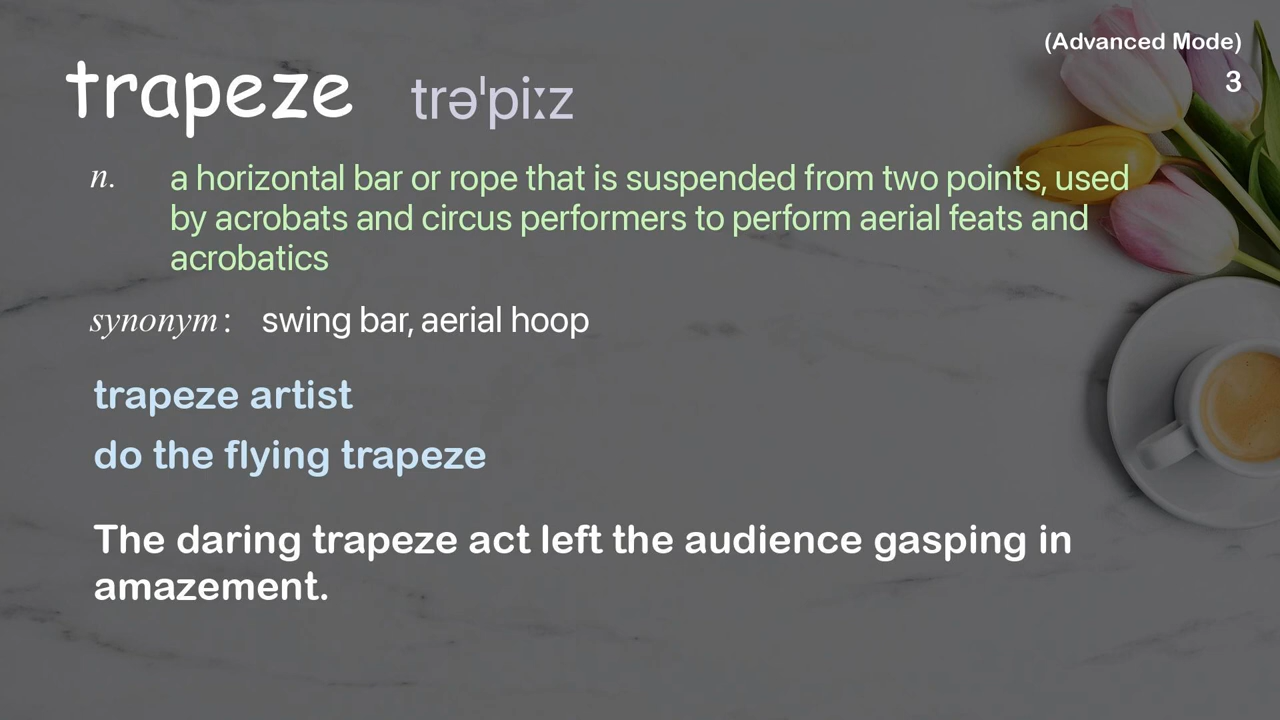 (Advanced Mode)
3
trapeze trəˈpiːz
n. a horizontal bar or rope that is suspended from two points, used
by acrobats and circus performers to perform aerial feats and
acrobatics
synonym : swing bar, aerial hoop
trapeze artist
do the flying trapeze
The daring trapeze act left the audience gasping in
amazement.